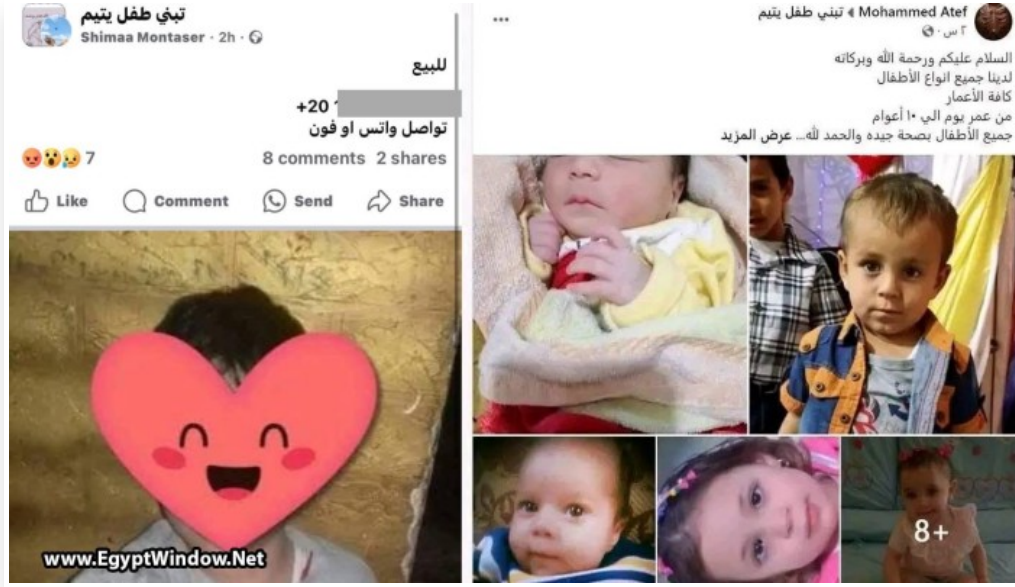 تبني طفل يتيم
Shimaa Montaser · 2h ·
للبيع
+20
تواصل واتس او فون
7
8 comments 2 shares
Like Comment Send Share
www.EgyptWindow.Net
Mohammed Atef ◂ تبني طفل يتيم
٢ س ·
السلام عليكم ورحمة الله وبركاته
لدينا جميع انواع الأطفال
كافة الأعمار
من عمر يوم الي ١٠ أعوام
جميع الأطفال بصحة جيده والحمد لله... عرض المزيد
8+